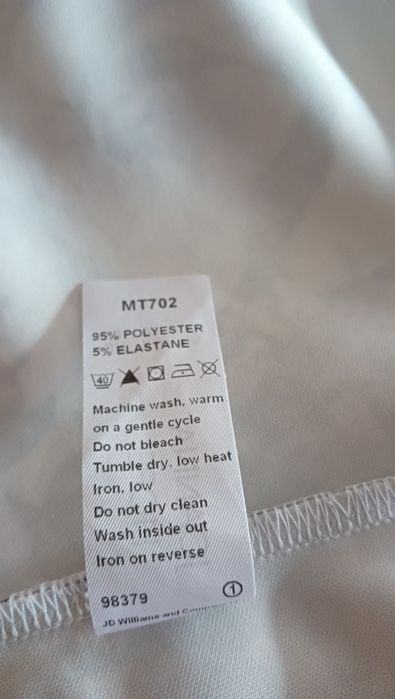 MT702
95% POLYESTER
5% ELASTANE
40
Machine wash, warm
on a gentle cycle
Do not bleach
Tumble dry. low heat
Iron. low
Do not dry clean
Wash inside out
Iron on reverse
98379 1
JD Williams and